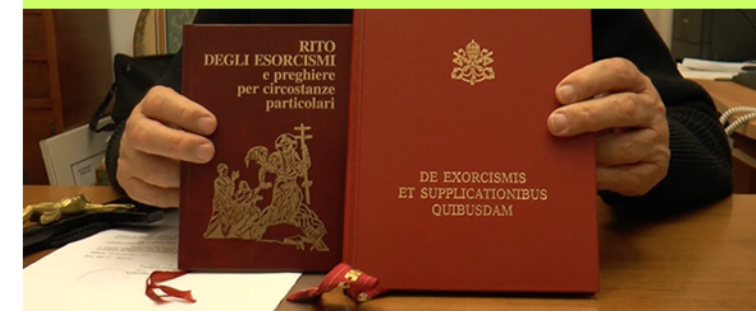 RITO
DEGLI ESORCISMI
e preghiere
per circostanze
particolari
DE EXORCISMIS
ET SUPPLICATIONIBUS
QUIBUSDAM